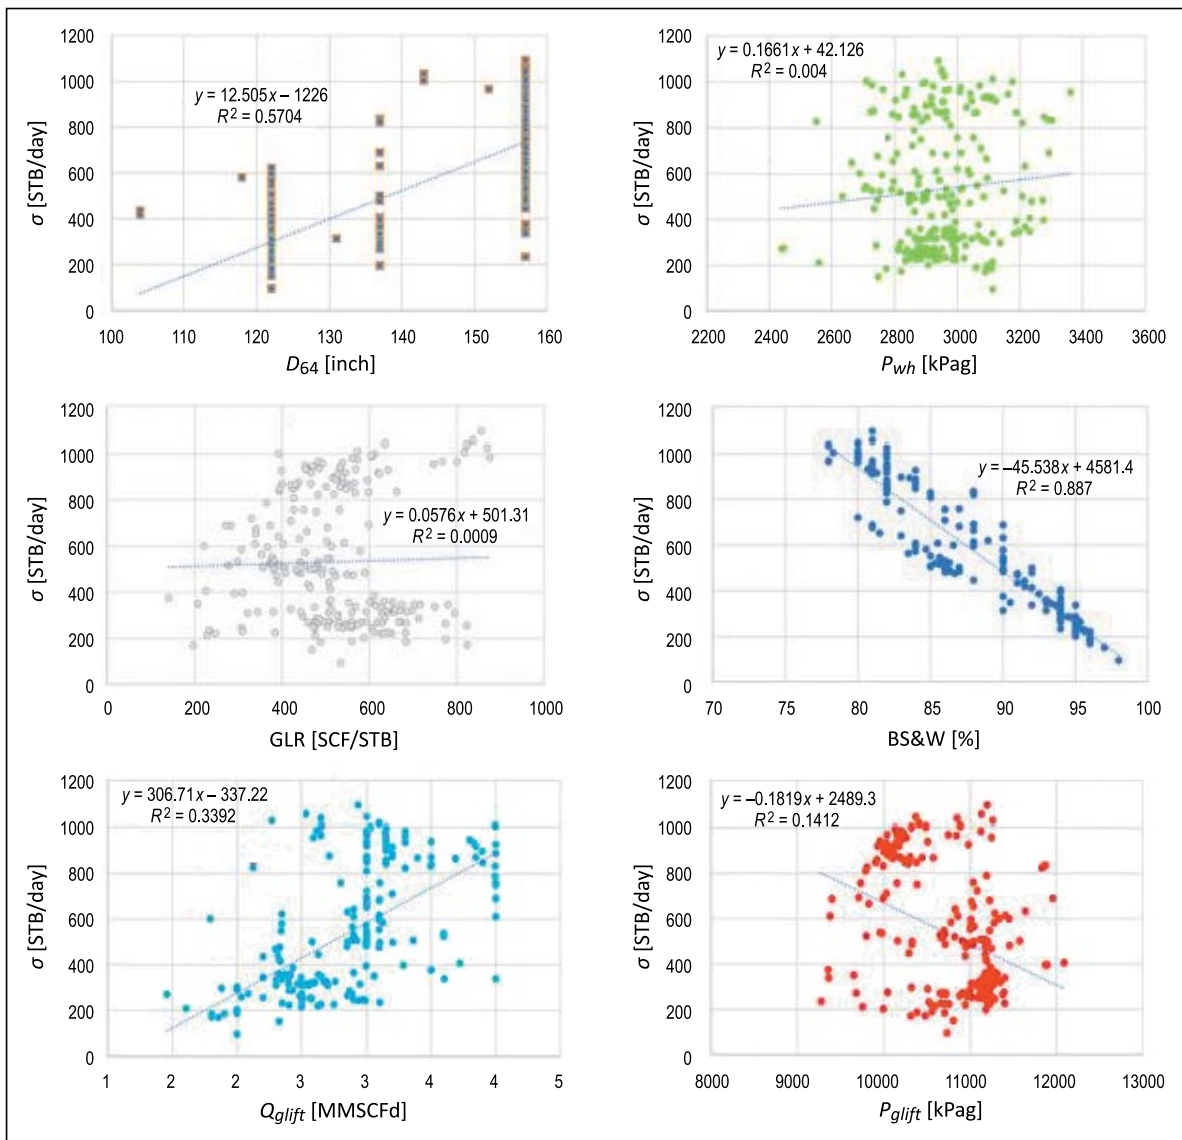 1200
1000
800
600
400
200
0
σ [STB/day]
y = 12.505x – 1226
R² = 0.5704
100 110 120 130 140 150 160
D₆₄ [inch]
1200
1000
800
600
400
200
0
σ [STB/day]
y = 0.1661x + 42.126
R² = 0.004
2200 2400 2600 2800 3000 3200 3400 3600
P_wh [kPag]
1200
1000
800
600
400
200
0
σ [STB/day]
y = 0.0576x + 501.31
R² = 0.0009
0 200 400 600 800 1000
GLR [SCF/STB]
1200
1000
800
600
400
200
0
σ [STB/day]
y = –45.538x + 4581.4
R² = 0.887
70 75 80 85 90 95 100
BS&W [%]
1200
1000
800
600
400
200
0
σ [STB/day]
y = 306.71x – 337.22
R² = 0.3392
1 2 2 3 3 4 4 5
Q_glift [MMSCFd]
1200
1000
800
600
400
200
0
σ [STB/day]
y = –0.1819x + 2489.3
R² = 0.1412
8000 9000 10000 11000 12000 13000
P_glift [kPag]